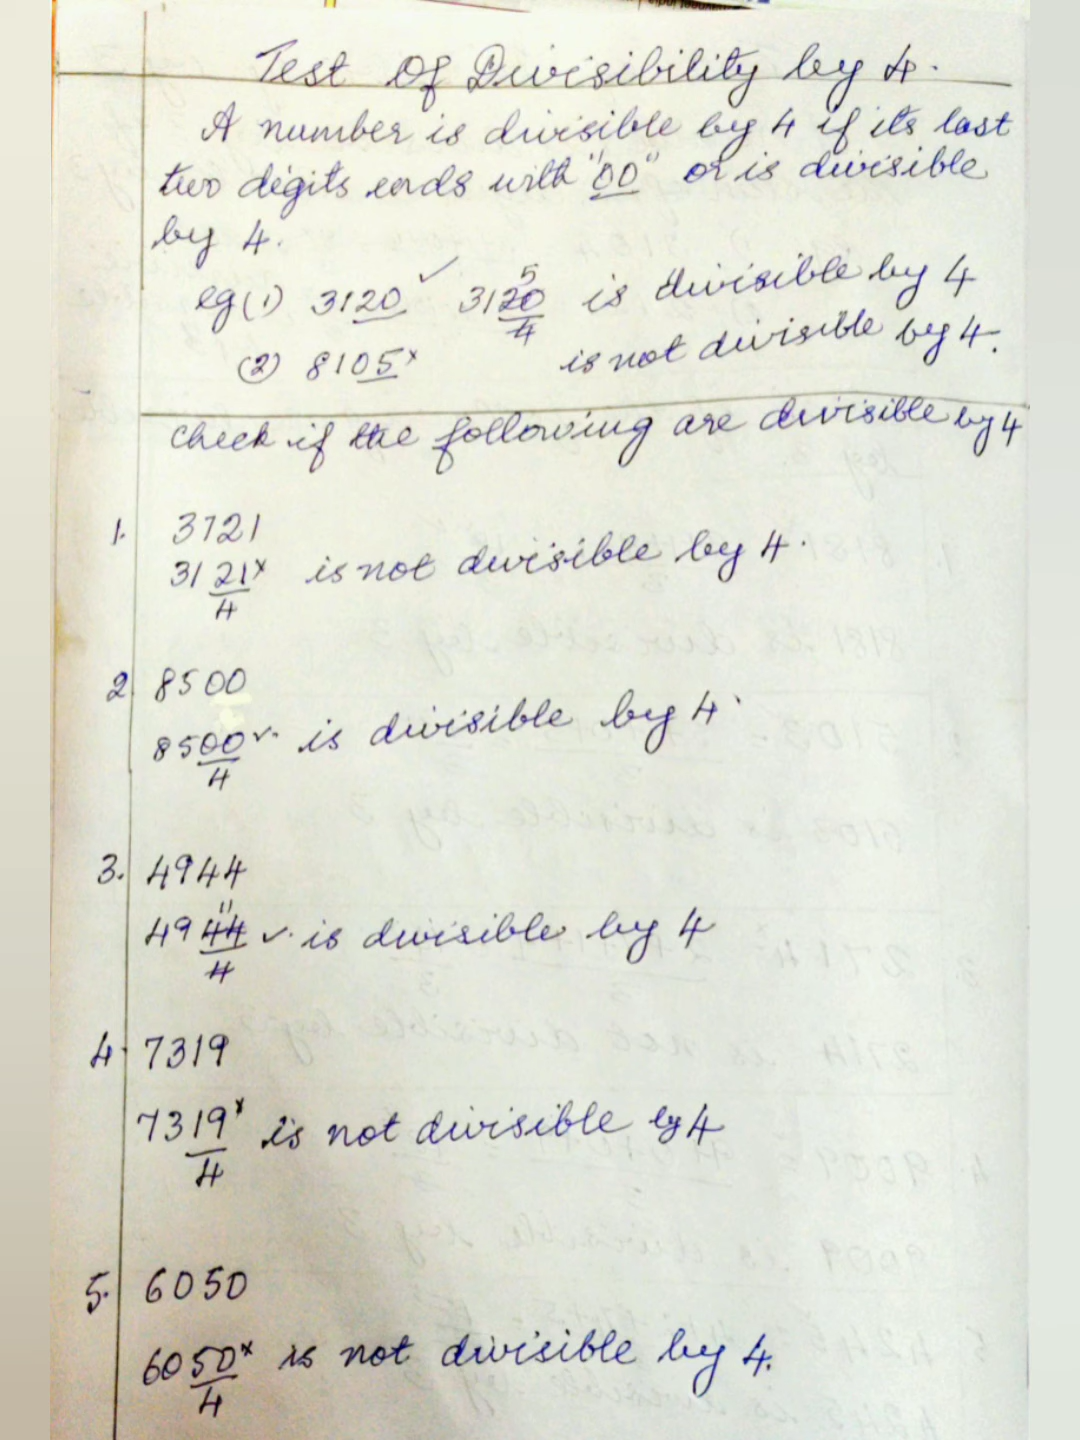 Test Of Divisibility by 4.
A number is divisible by 4 if its last
two digits ends with "00" or is divisible
by 4.
eg (1) 3120 ✓ 3120 is divisible by 4
5
4
(2) 8105 x is not divisible by 4.
Check if the following are divisible by 4
1. 3721
3121 x is not divisible by 4.
4
2 8500
8500 ✓ is divisible by 4
4
3. 4944
11
4944 ✓ is divisible by 4
4
4 7319
7319 x is not divisible by 4
4
5. 6050
6050 x is not divisible by 4.
4